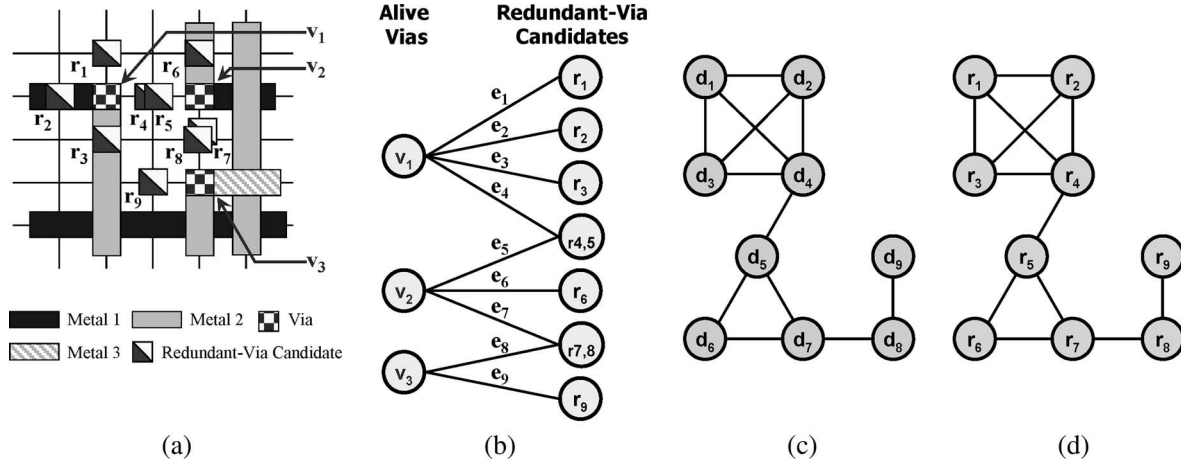 v1
v2
r1
r6
r2
r4
r5
r3
r8
r7
r9
v3
Metal 1
Metal 2
Via
Metal 3
Redundant-Via Candidate
(a)
Alive
Vias
Redundant-Via
Candidates
e1
e2
e3
e4
e5
e6
e7
e8
e9
v1
v2
v3
r1
r2
r3
r4,5
r6
r7,8
r9
(b)
d1
d2
d3
d4
d5
d9
d6
d7
d8
(c)
r1
r2
r3
r4
r5
r9
r6
r7
r8
(d)